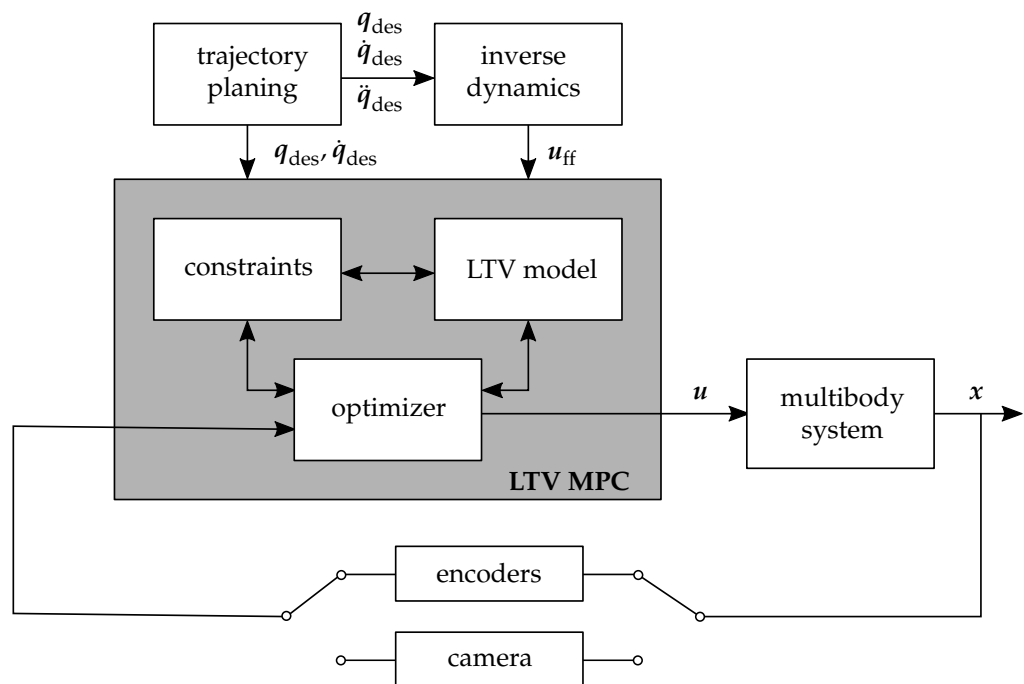 trajectory
planing
q_des
q̇_des
q̈_des
inverse
dynamics
q_des, q̇_des
u_ff
constraints
LTV model
optimizer
LTV MPC
u
multibody
system
x
encoders
camera